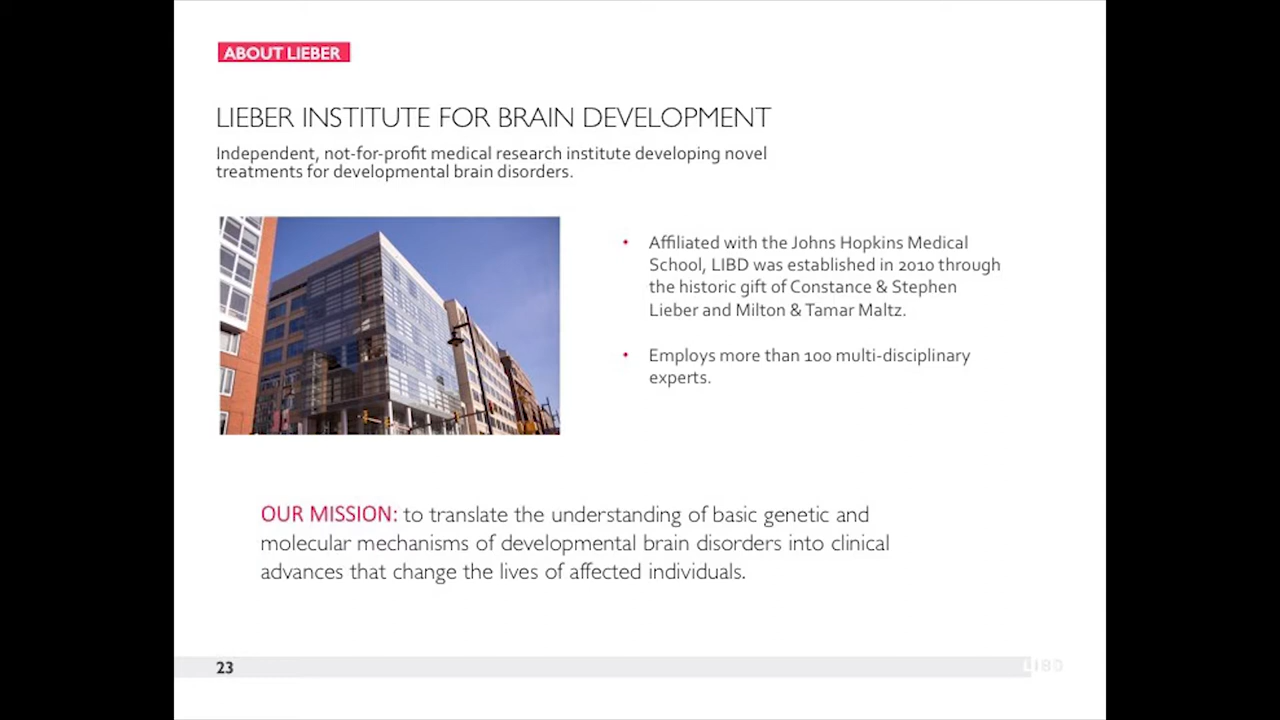 ABOUT LIEBER
LIEBER INSTITUTE FOR BRAIN DEVELOPMENT
Independent, not-for-profit medical research institute developing novel
treatments for developmental brain disorders.
• Affiliated with the Johns Hopkins Medical
School, LIBD was established in 2010 through
the historic gift of Constance & Stephen
Lieber and Milton & Tamar Maltz.
• Employs more than 100 multi-disciplinary
experts.
OUR MISSION: to translate the understanding of basic genetic and
molecular mechanisms of developmental brain disorders into clinical
advances that change the lives of affected individuals.
23
LIBD